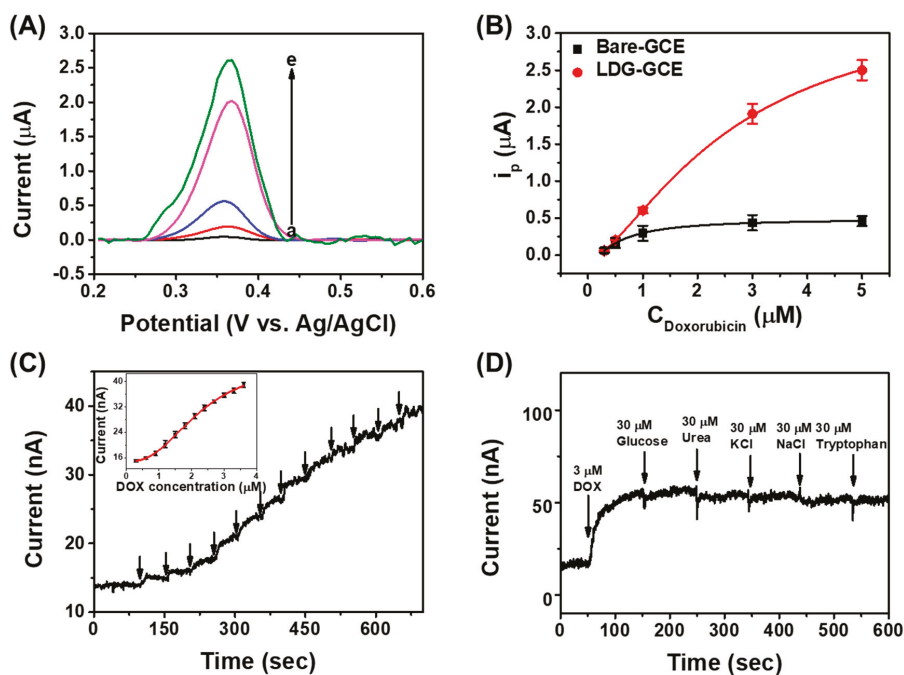 (A)
3.0
2.5
2.0
1.5
1.0
0.5
0.0
-0.5
Current (μA)
e
a
0.2 0.3 0.4 0.5 0.6
Potential (V vs. Ag/AgCl)
(B)
Bare-GCE
LDG-GCE
3.0
2.5
2.0
1.5
1.0
0.5
0.0
ip (μA)
0 1 2 3 4 5
CDoxorubicin (μM)
(C)
40
30
20
10
Current (nA)
40
32
24
16
Current (nA)
0 1 2 3 4
DOX concentration (μM)
0 150 300 450 600
Time (sec)
(D)
100
50
0
Current (nA)
3 μM
DOX
30 μM
Glucose
30 μM
Urea
30 μM
KCl
30 μM
NaCl
30 μM
Tryptophan
0 100 200 300 400 500 600
Time (sec)